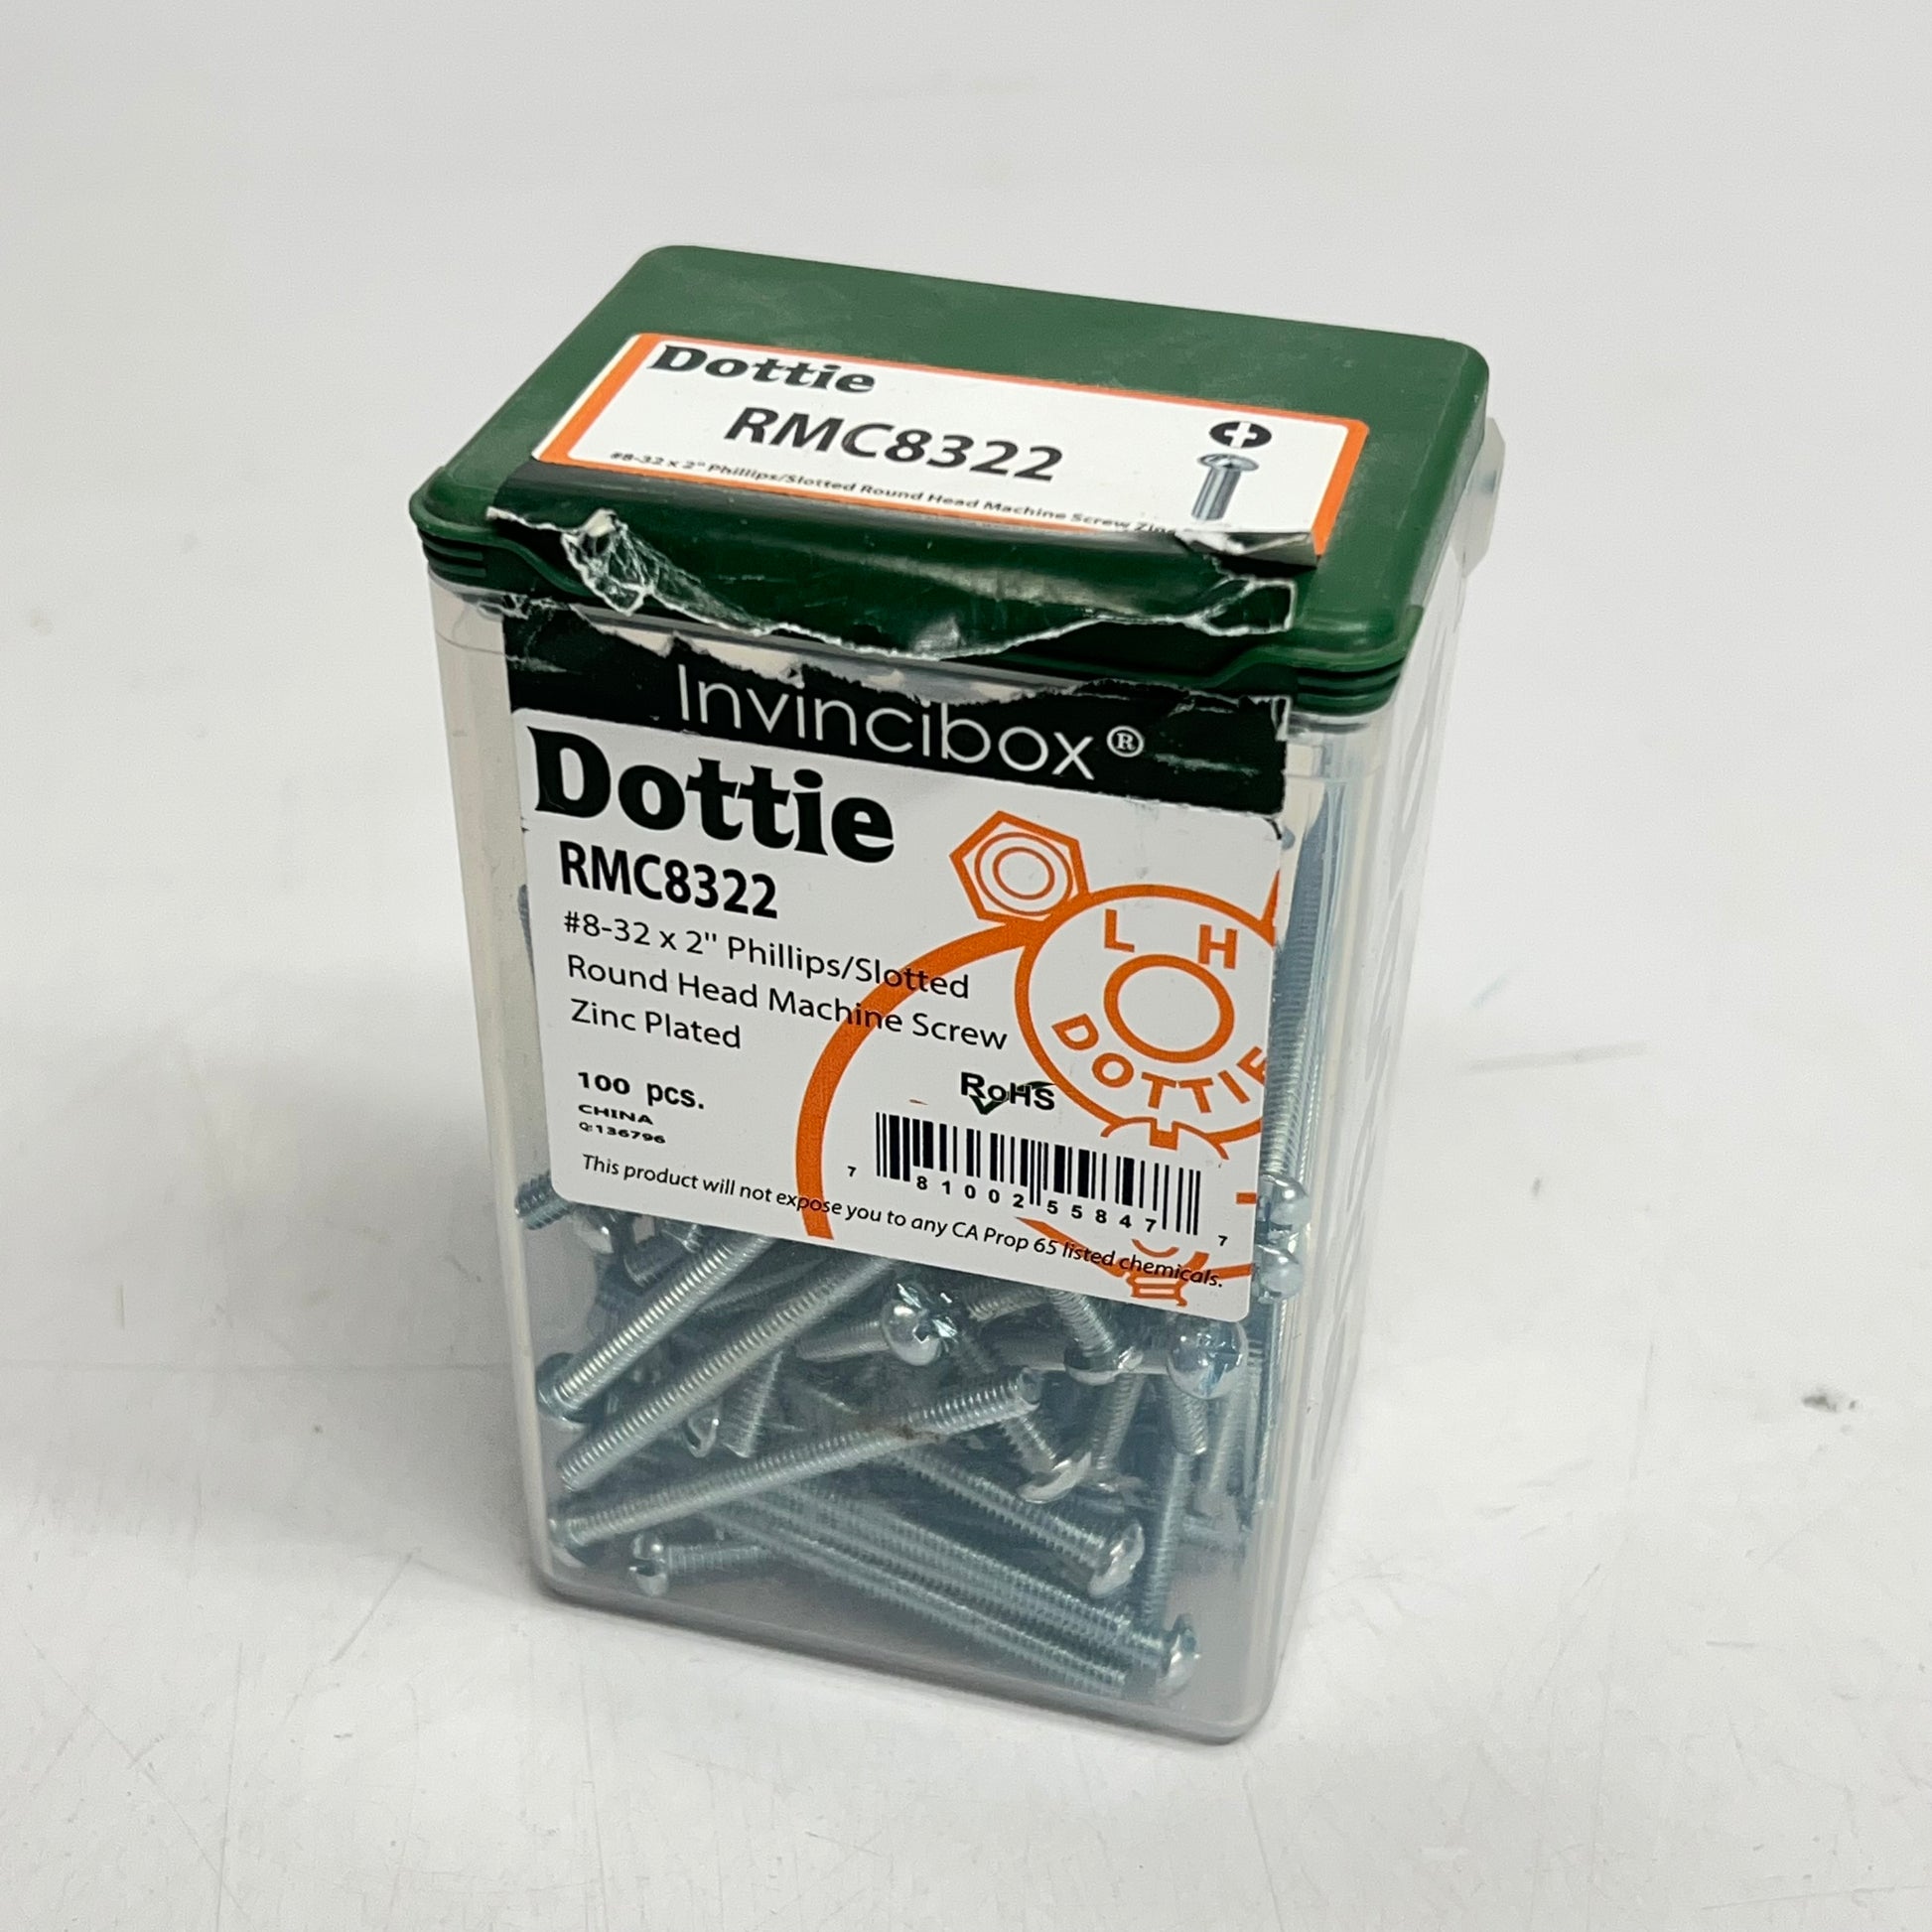 Dottie
RMC8322
#8-32 x 2" Phillips/Slotted Round Head Machine Screw
Invincibox®
Dottie
RMC8322
#8-32 x 2" Phillips/Slotted
Round Head Machine Screw
Zinc Plated
L H
DOTTIE
100 pcs.
RoHS
CHINA
Q:136796
7 81002 55847 7
This product will not expose you to any CA Prop 65 listed chemicals.